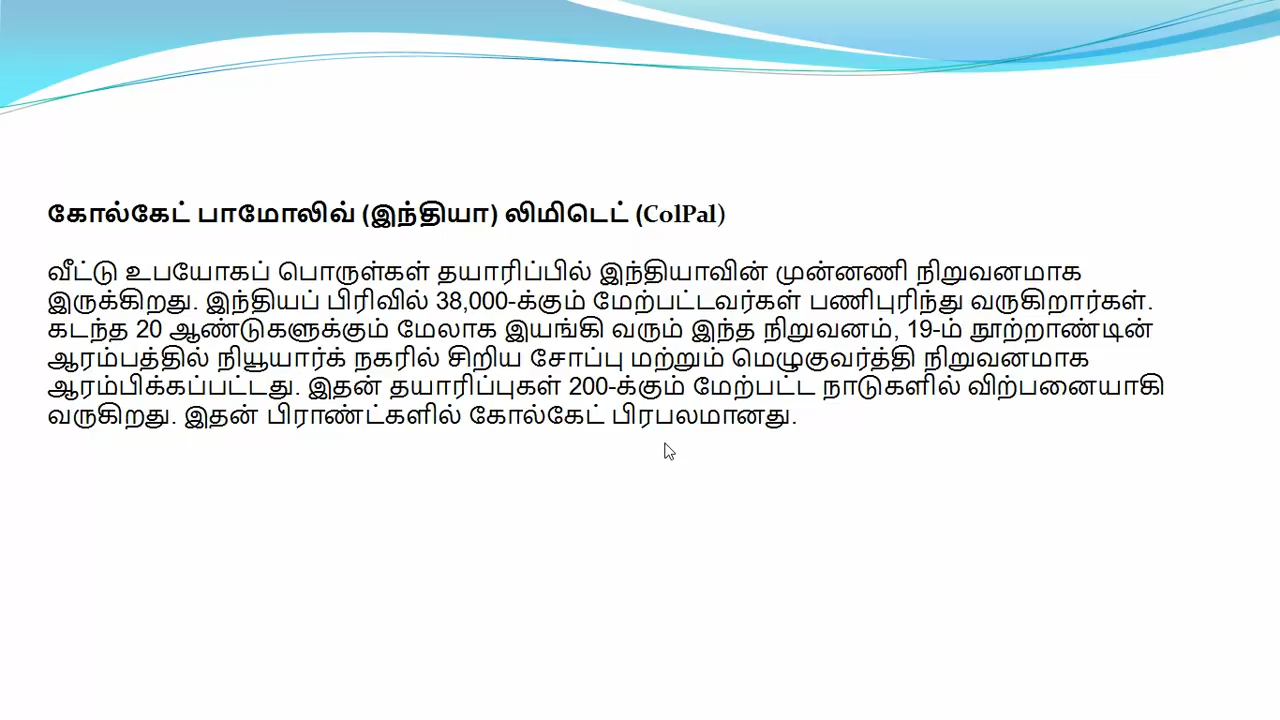 கோல்கேட் பாமோலிவ் (இந்தியா) லிமிடெட் (ColPal)
வீட்டு உபயோகப் பொருள்கள் தயாரிப்பில் இந்தியாவின் முன்னணி நிறுவனமாக
இருக்கிறது. இந்தியப் பிரிவில் 38,000-க்கும் மேற்பட்டவர்கள் பணிபுரிந்து வருகிறார்கள்.
கடந்த 20 ஆண்டுகளுக்கும் மேலாக இயங்கி வரும் இந்த நிறுவனம், 19-ம் நூற்றாண்டின்
ஆரம்பத்தில் நியூயார்க் நகரில் சிறிய சோப்பு மற்றும் மெழுகுவர்த்தி நிறுவனமாக
ஆரம்பிக்கப்பட்டது. இதன் தயாரிப்புகள் 200-க்கும் மேற்பட்ட நாடுகளில் விற்பனையாகி
வருகிறது. இதன் பிராண்ட்களில் கோல்கேட் பிரபலமானது.